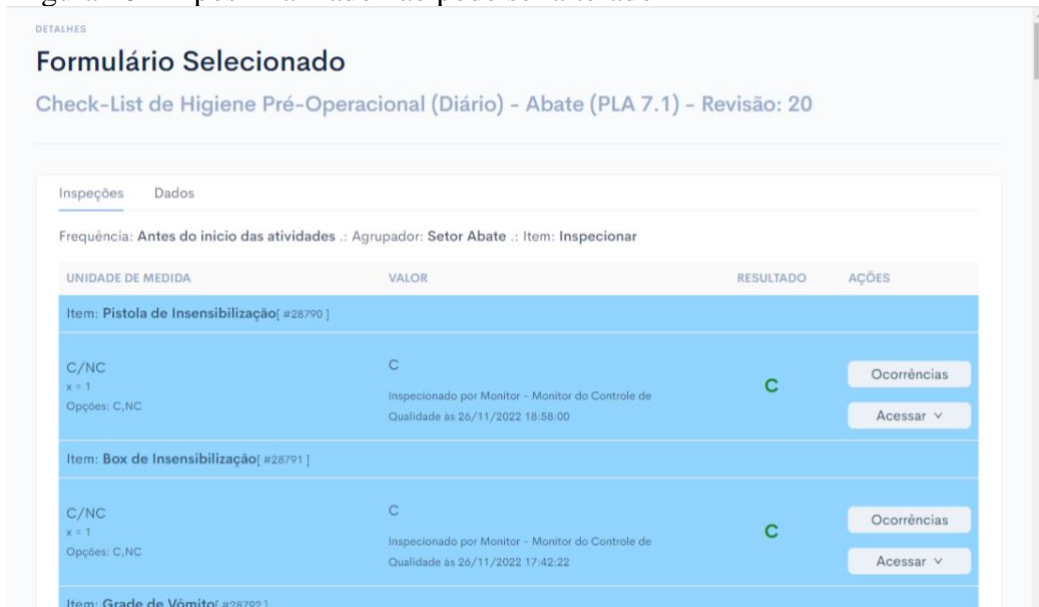 DETALHES
Formulário Selecionado
Check-List de Higiene Pré-Operacional (Diário) - Abate (PLA 7.1) - Revisão: 20
Inspeções Dados
Frequência: Antes do inicio das atividades .: Agrupador: Setor Abate .: Item: Inspecionar
UNIDADE DE MEDIDA VALOR RESULTADO AÇÕES
Item: Pistola de Insensibilização[ #28790 ]
C/NC
x = 1
Opções: C,NC
C
Inspecionado por Monitor - Monitor do Controle de
Qualidade às 26/11/2022 18:58:00
C
Ocorrências
Acessar
Item: Box de Insensibilização[ #28791 ]
C/NC
x = 1
Opções: C,NC
C
Inspecionado por Monitor - Monitor do Controle de
Qualidade às 26/11/2022 17:42:22
C
Ocorrências
Acessar
Item: Grade de Vômito[ #28792 ]